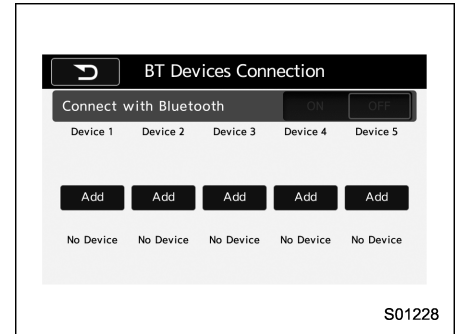 BT Devices Connection
Connect with Bluetooth ON OFF
Device 1 Device 2 Device 3 Device 4 Device 5
Add Add Add Add Add
No Device No Device No Device No Device No Device
S01228